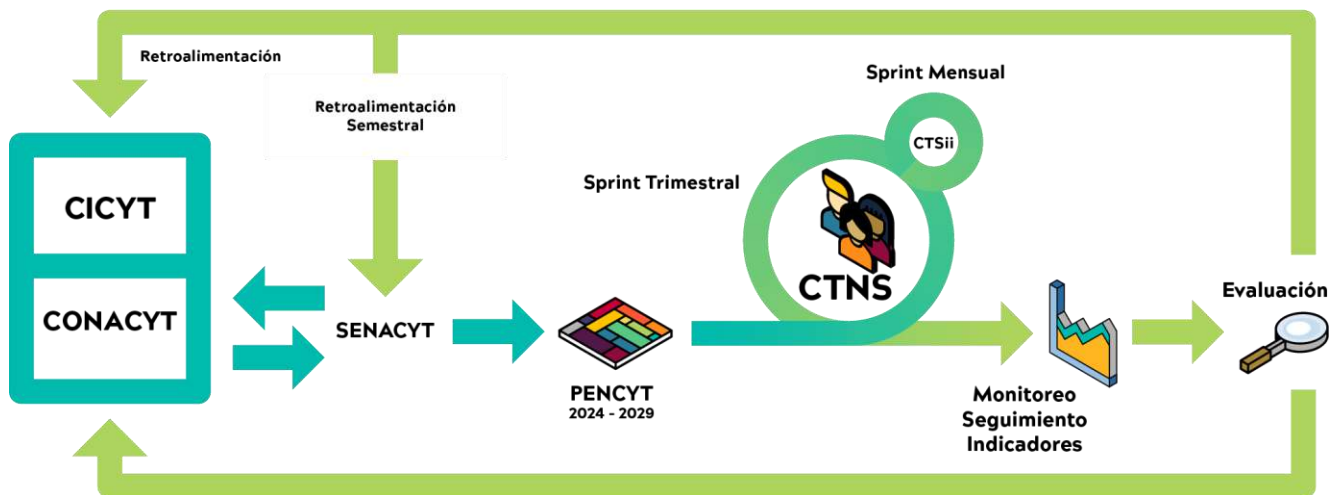 Retroalimentación
Retroalimentación
Semestral
CICYT
CONACYT
SENACYT
PENCYT
2024 - 2029
Sprint Trimestral
Sprint Mensual
CTSii
CTNS
Monitoreo
Seguimiento
Indicadores
Evaluación